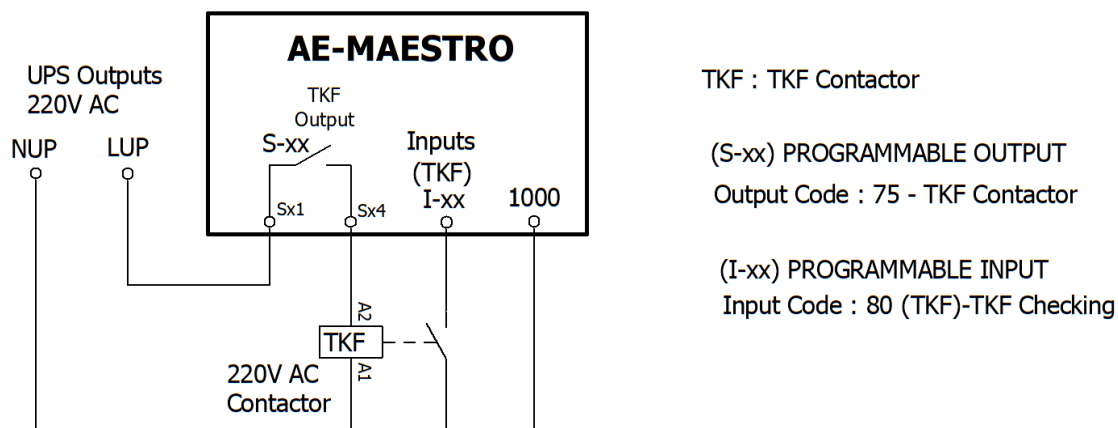 AE-MAESTRO
UPS Outputs
220V AC
NUP
LUP
TKF
Output
S-xx
Inputs
(TKF)
I-xx
1000
Sx1
Sx4
A2
TKF
A1
220V AC
Contactor
TKF : TKF Contactor
(S-xx) PROGRAMMABLE OUTPUT
Output Code : 75 - TKF Contactor
(I-xx) PROGRAMMABLE INPUT
Input Code : 80 (TKF)-TKF Checking